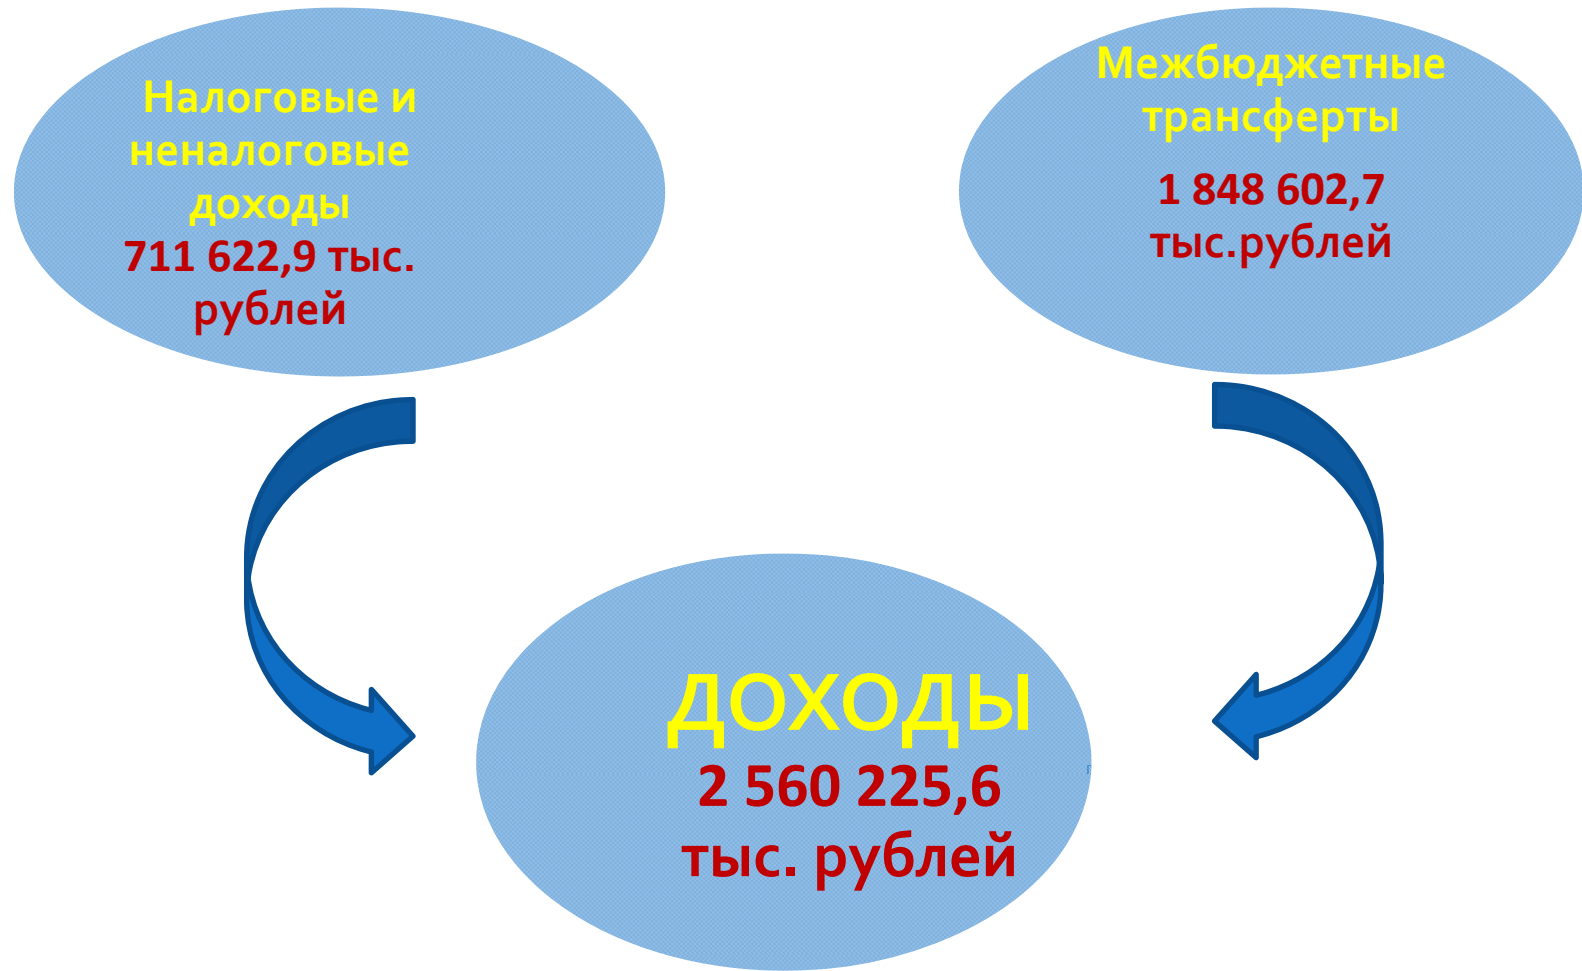 Налоговые и
неналоговые
доходы
711 622,9 тыс.
рублей
Межбюджетные
трансферты
1 848 602,7
тыс.рублей
ДОХОДЫ
2 560 225,6
тыс. рублей